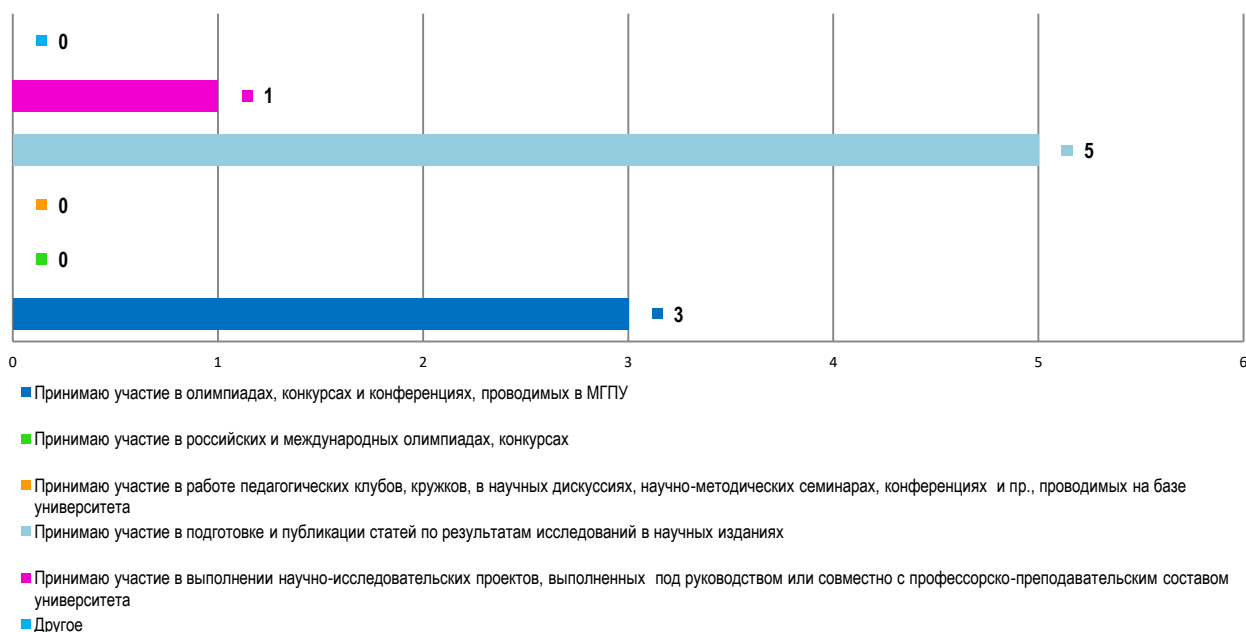 0
1
5
0
0
3
0 1 2 3 4 5 6
Принимаю участие в олимпиадах, конкурсах и конференциях, проводимых в МГПУ
Принимаю участие в российских и международных олимпиадах, конкурсах
Принимаю участие в работе педагогических клубов, кружков, в научных дискуссиях, научно-методических семинарах, конференциях и пр., проводимых на базе
университета
Принимаю участие в подготовке и публикации статей по результатам исследований в научных изданиях
Принимаю участие в выполнении научно-исследовательских проектов, выполненных под руководством или совместно с профессорско-преподавательским составом
университета
Другое